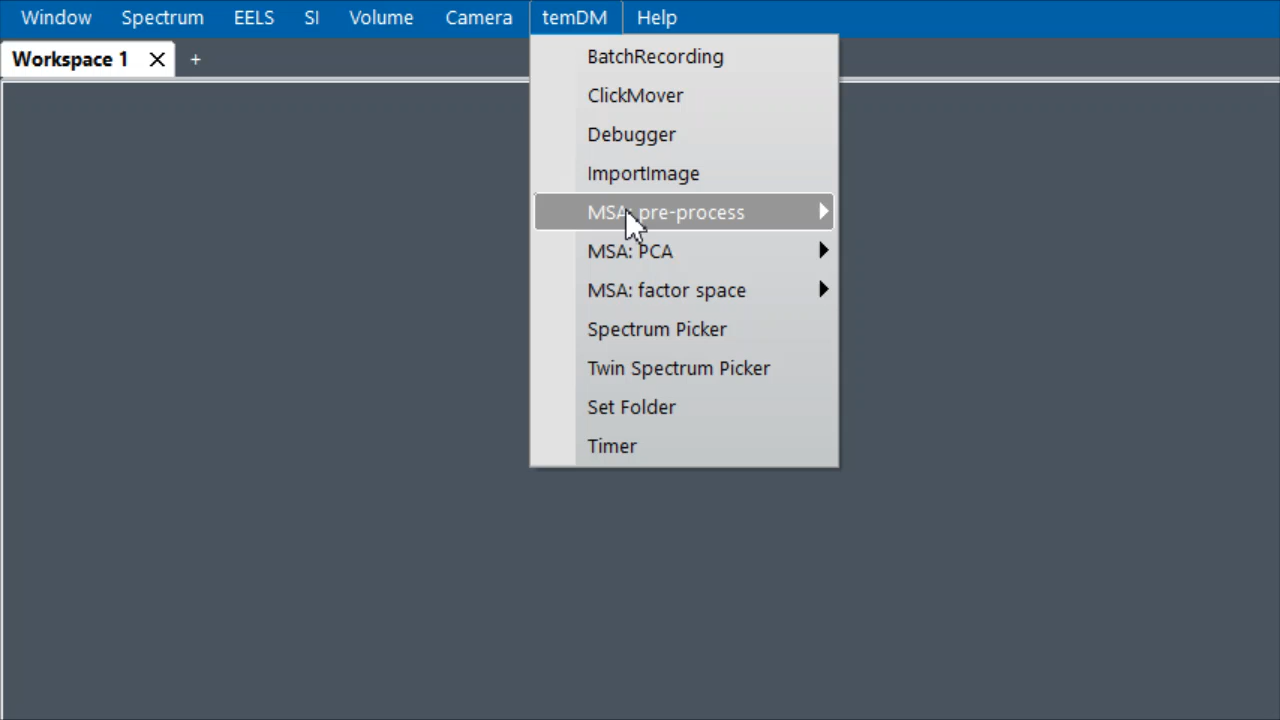 Window Spectrum EELS SI Volume Camera temDM Help
Workspace 1
BatchRecording
ClickMover
Debugger
ImportImage
MSA: pre-process
MSA: PCA
MSA: factor space
Spectrum Picker
Twin Spectrum Picker
Set Folder
Timer